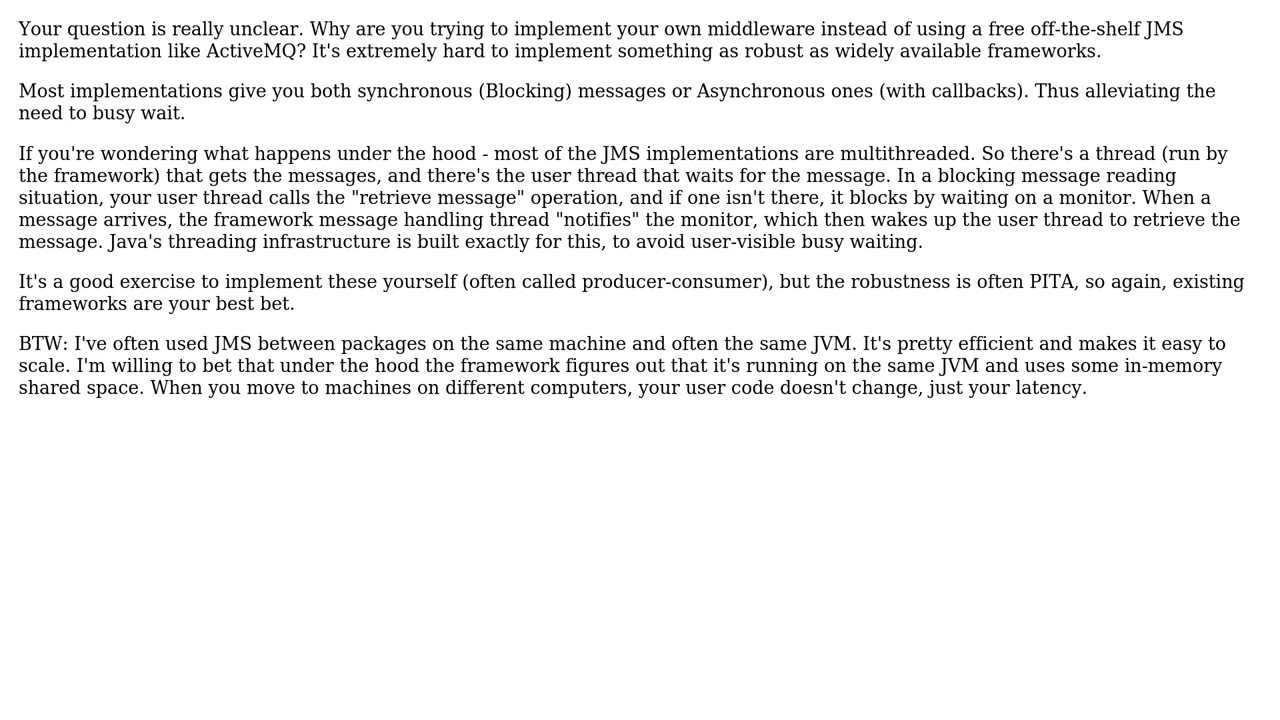 Your question is really unclear. Why are you trying to implement your own middleware instead of using a free off-the-shelf JMS
implementation like ActiveMQ? It's extremely hard to implement something as robust as widely available frameworks.
Most implementations give you both synchronous (Blocking) messages or Asynchronous ones (with callbacks). Thus alleviating the
need to busy wait.
If you're wondering what happens under the hood - most of the JMS implementations are multithreaded. So there's a thread (run by
the framework) that gets the messages, and there's the user thread that waits for the message. In a blocking message reading
situation, your user thread calls the "retrieve message" operation, and if one isn't there, it blocks by waiting on a monitor. When a
message arrives, the framework message handling thread "notifies" the monitor, which then wakes up the user thread to retrieve the
message. Java's threading infrastructure is built exactly for this, to avoid user-visible busy waiting.
It's a good exercise to implement these yourself (often called producer-consumer), but the robustness is often PITA, so again, existing
frameworks are your best bet.
BTW: I've often used JMS between packages on the same machine and often the same JVM. It's pretty efficient and makes it easy to
scale. I'm willing to bet that under the hood the framework figures out that it's running on the same JVM and uses some in-memory
shared space. When you move to machines on different computers, your user code doesn't change, just your latency.